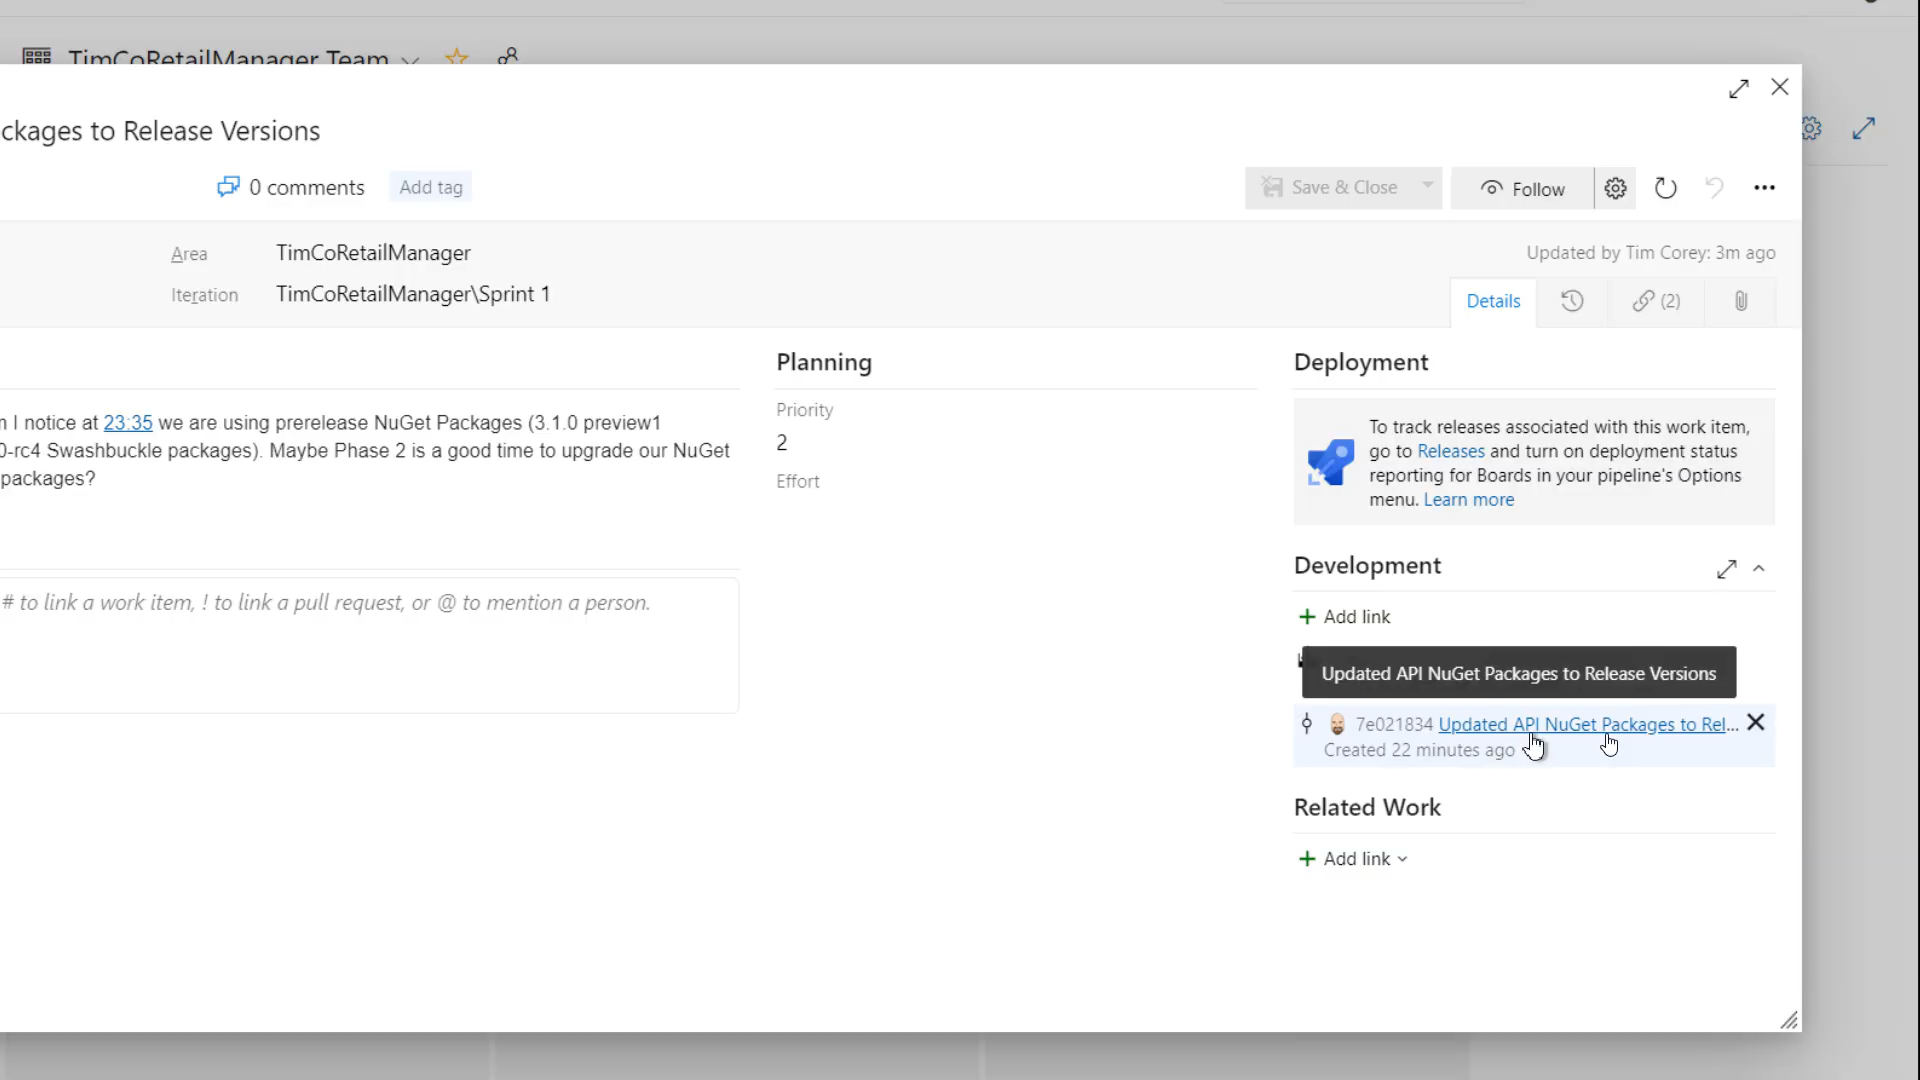 TimCoRetailManager Team
ckages to Release Versions
0 comments
Add tag
Save & Close
Follow
Area
TimCoRetailManager
Updated by Tim Corey: 3m ago
Iteration
TimCoRetailManager\Sprint 1
Details
(2)
Planning
Deployment
Priority
2
Effort
n I notice at 23:35 we are using prerelease NuGet Packages (3.1.0 preview1
0-rc4 Swashbuckle packages). Maybe Phase 2 is a good time to upgrade our NuGet
packages?
To track releases associated with this work item,
go to Releases and turn on deployment status
reporting for Boards in your pipeline's Options
menu. Learn more
Development
Add link
# to link a work item, ! to link a pull request, or @ to mention a person.
Updated API NuGet Packages to Release Versions
7e021834 Updated API NuGet Packages to Rel...
Created 22 minutes ago
Related Work
Add link